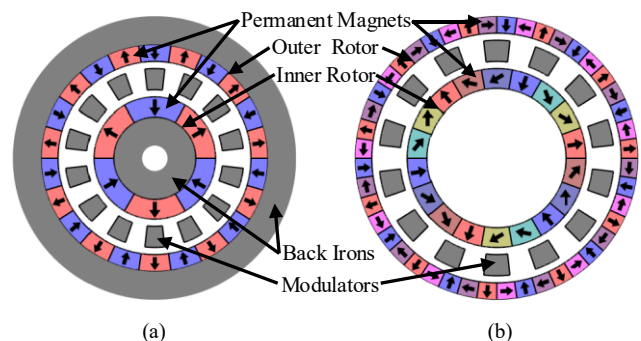 Permanent Magnets
Outer Rotor
Inner Rotor
Back Irons
Modulators
(a)
(b)